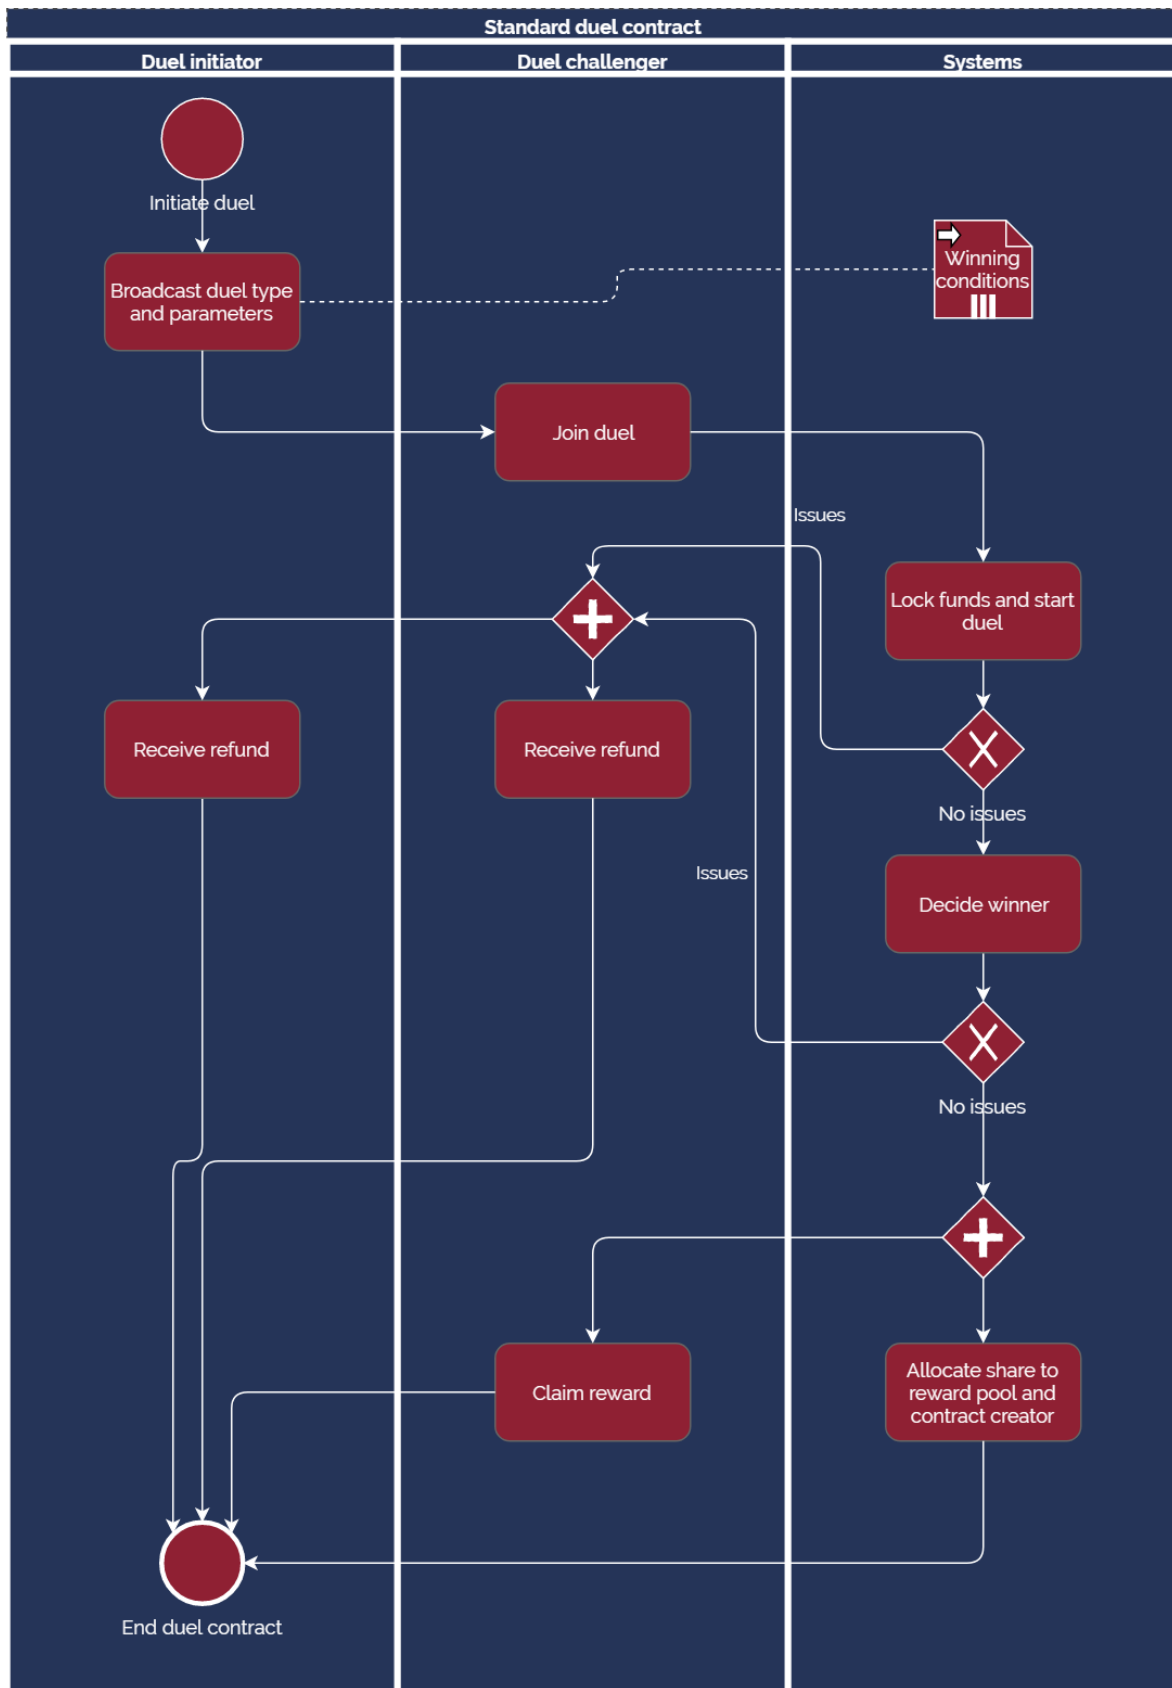 Standard duel contract
Duel initiator
Duel challenger
Systems
Initiate duel
Winning
conditions
Broadcast duel type
and parameters
Join duel
Issues
Lock funds and start
duel
Receive refund
Receive refund
No issues
Issues
Decide winner
No issues
Claim reward
Allocate share to
reward pool and
contract creator
End duel contract